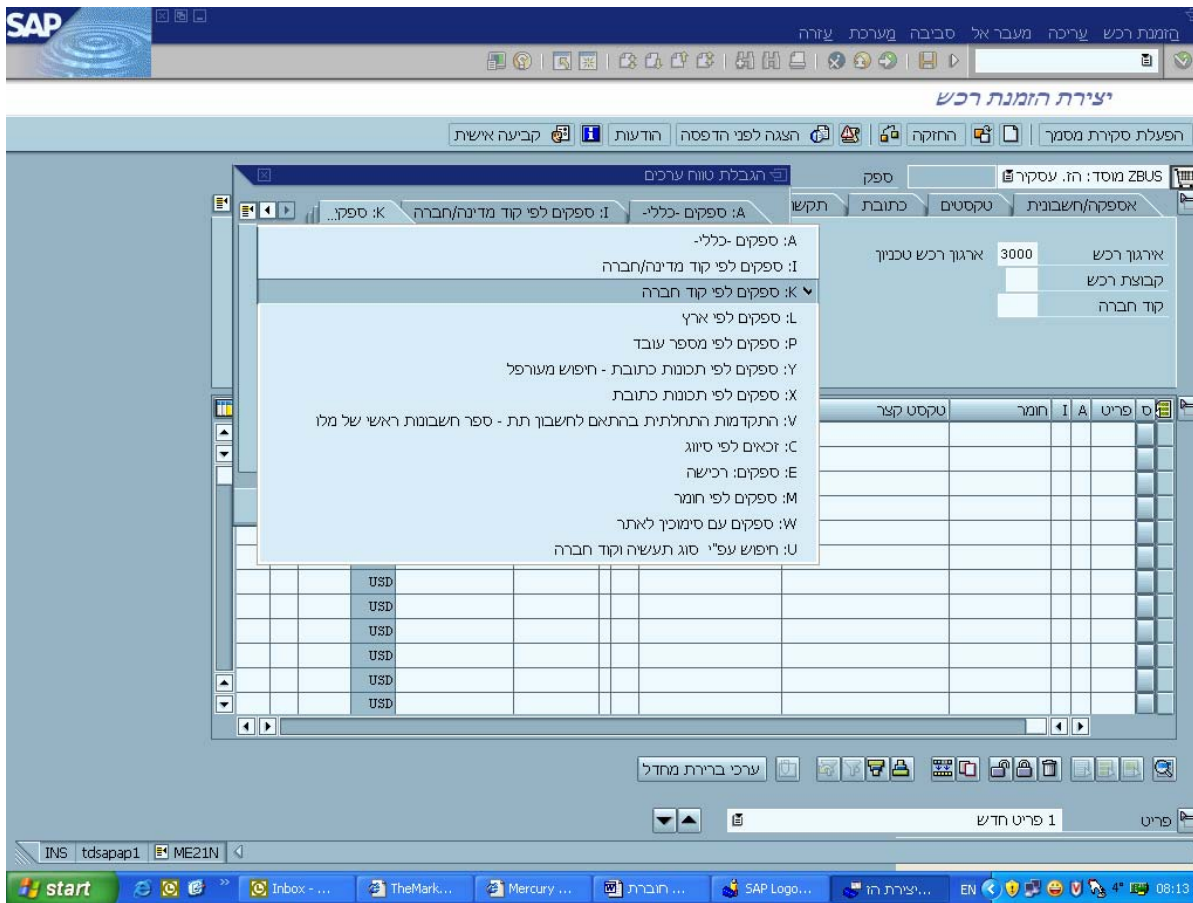 SAP
הזמנת רכש עריכה מעבר אל סביבה מערכת עזרה
יצירת הזמנת רכש
הפעלת סקירת מסמך החזקה הצגה לפני הדפסה הודעות קביעה אישית
ZBUS מוסד: הז. עסקיר ספק
אספקה/חשבונית טקסטים כתובת תקשו
אירגון רכש 3000 ארגון רכש טכניון
קבוצת רכש
קוד חברה
הגבלת טווח ערכים
A: ספקים -כללי- I: ספקים לפי קוד מדינה/חברה K: ספקי...
A: ספקים -כללי-
I: ספקים לפי קוד מדינה/חברה
K: ספקים לפי קוד חברה
L: ספקים לפי ארץ
P: ספקים לפי מספר עובד
Y: ספקים לפי תכונות כתובת - חיפוש מעורפל
X: ספקים לפי תכונות כתובת
V: התקדמות התחלתית בהתאם לחשבון תת - ספר חשבונות ראשי של מלו
C: זכאים לפי סיווג
E: ספקים: רכישה
M: ספקים לפי חומר
W: ספקים עם סימוכין לאתר
U: חיפוש עפ"י סוג תעשיה וקוד חברה
ס פריט A I חומר טקסט קצר
USD
USD
USD
USD
USD
USD
ערכי ברירת מחדל
פריט 1 פריט חדש
INS tdsapap1 ME21N
start Inbox - ... TheMark... Mercury ... חוברת ... SAP Logo... יצירת הז... EN 4° 08:13